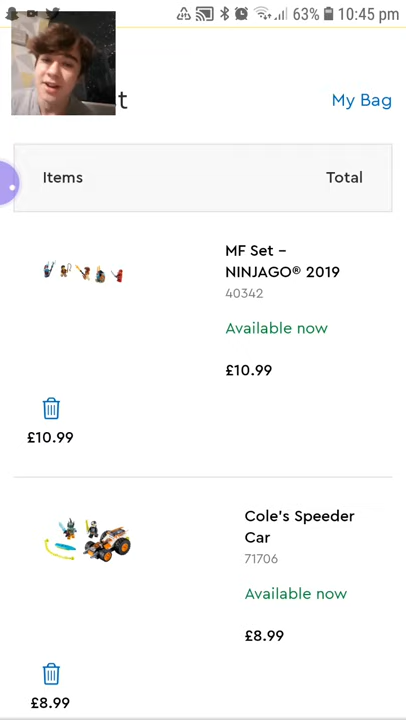 63% 10:45 pm
t
My Bag
Items
Total
MF Set –
NINJAGO® 2019
40342
Available now
£10.99
£10.99
Cole's Speeder
Car
71706
Available now
£8.99
£8.99